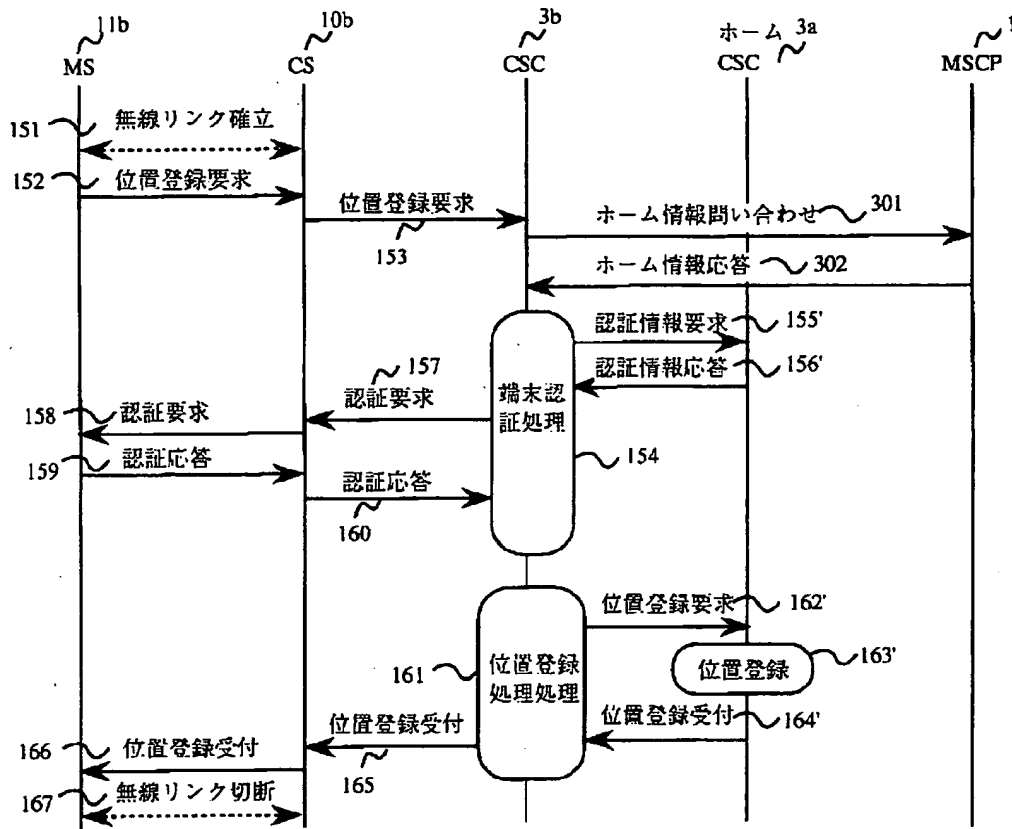 11b
10b
3b
ホーム 3a
MS
CS
CSC
CSC
MSCP
151
無線リンク確立
152
位置登録要求
位置登録要求
153
ホーム情報問い合わせ
301
ホーム情報応答
302
認証情報要求
155'
認証情報応答
156'
157
認証要求
158
認証要求
端末認
証処理
154
159
認証応答
認証応答
160
位置登録要求
162'
161
位置登録
処理処理
位置登録
163'
位置登録受付
164'
位置登録受付
165
166
位置登録受付
167
無線リンク切断